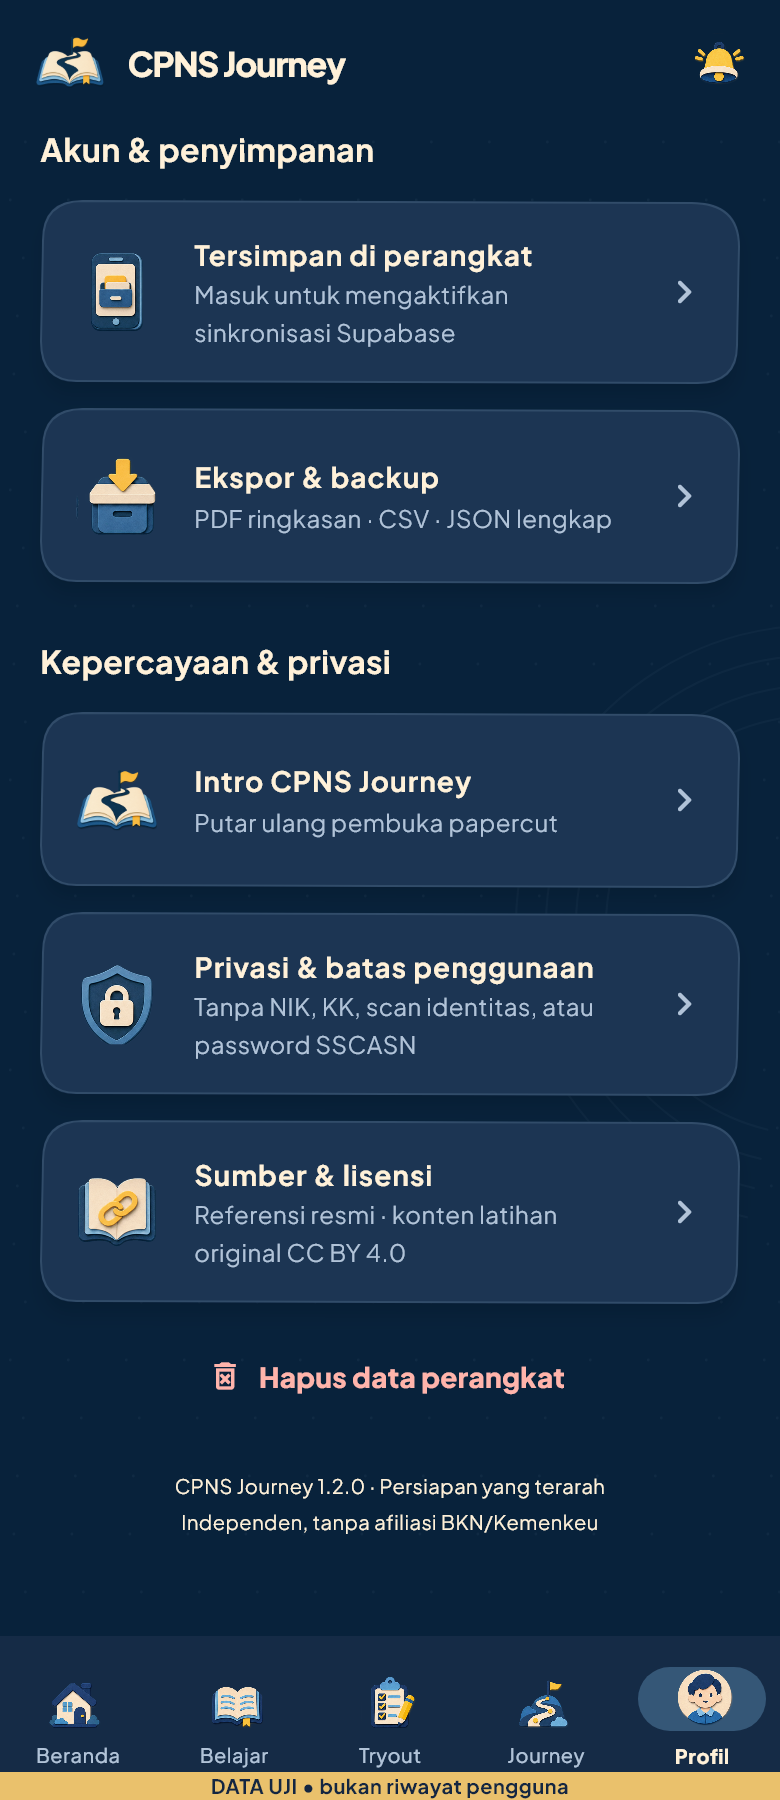 CPNS Journey
Akun & penyimpanan
Tersimpan di perangkat
Masuk untuk mengaktifkan
sinkronisasi Supabase
Ekspor & backup
PDF ringkasan · CSV · JSON lengkap
Kepercayaan & privasi
Intro CPNS Journey
Putar ulang pembuka papercut
Privasi & batas penggunaan
Tanpa NIK, KK, scan identitas, atau
password SSCASN
Sumber & lisensi
Referensi resmi · konten latihan
original CC BY 4.0
Hapus data perangkat
CPNS Journey 1.2.0 · Persiapan yang terarah
Independen, tanpa afiliasi BKN/Kemenkeu
Beranda
Belajar
Tryout
Journey
Profil
DATA UJI • bukan riwayat pengguna